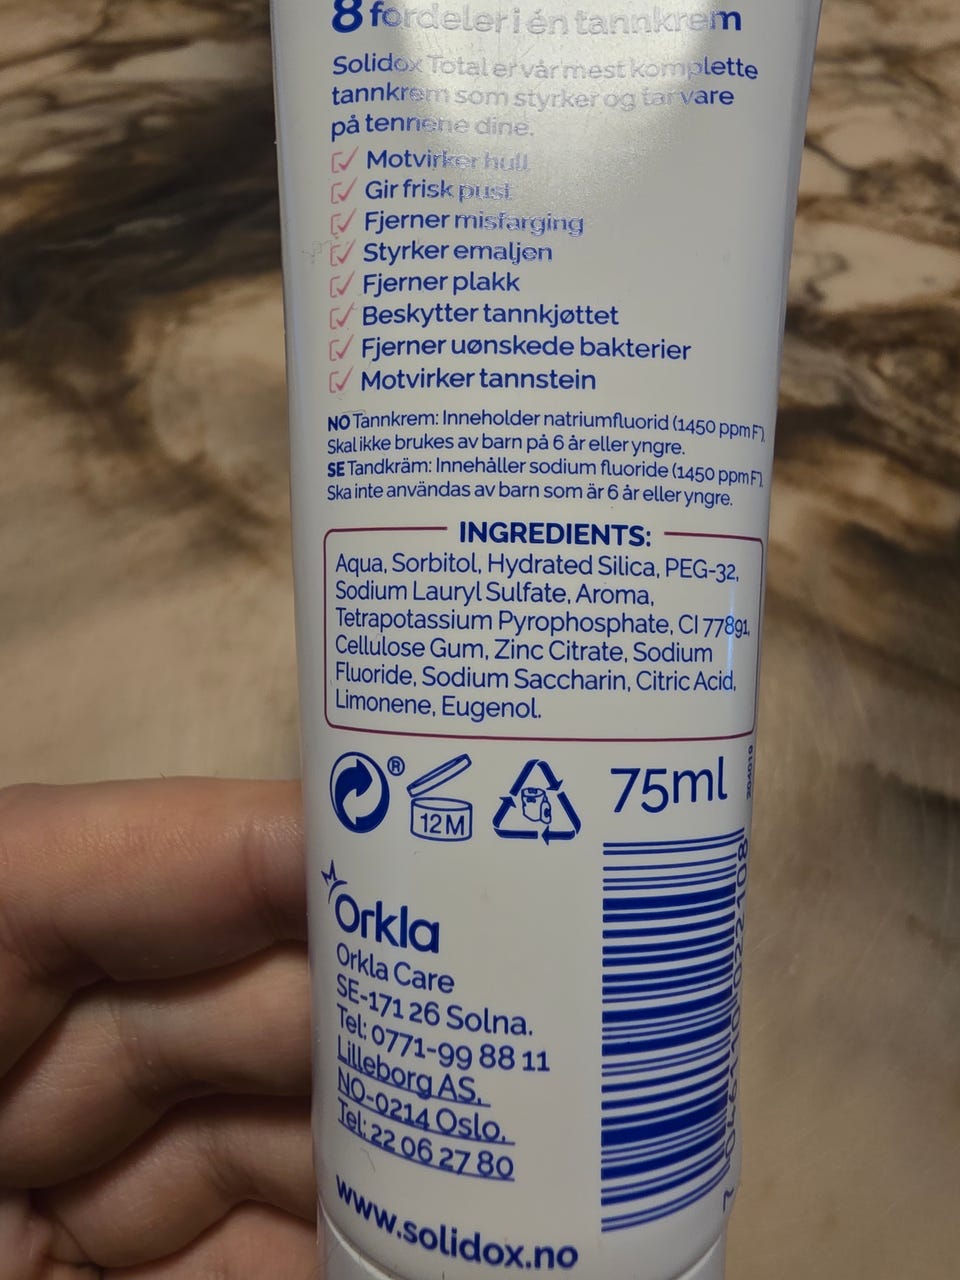 8 fordeler i én tannkrem
Solidox Total er vår mest komplette
tannkrem som styrker og tar vare
på tennene dine.
Motvirker hull
Gir frisk pust
Fjerner misfarging
Styrker emaljen
Fjerner plakk
Beskytter tannkjøttet
Fjerner uønskede bakterier
Motvirker tannstein
NO Tannkrem: Inneholder natriumfluorid (1450 ppm F⁻).
Skal ikke brukes av barn på 6 år eller yngre.
SE Tandkräm: Innehåller sodium fluoride (1450 ppm F⁻).
Ska inte användas av barn som är 6 år eller yngre.
INGREDIENTS:
Aqua, Sorbitol, Hydrated Silica, PEG-32,
Sodium Lauryl Sulfate, Aroma,
Tetrapotassium Pyrophosphate, CI 77891,
Cellulose Gum, Zinc Citrate, Sodium
Fluoride, Sodium Saccharin, Citric Acid,
Limonene, Eugenol.
®
12 M
75ml
204019
Orkla
Orkla Care
SE-171 26 Solna.
Tel: 0771-99 88 11
Lilleborg AS,
NO-0214 Oslo,
Tel: 22 06 27 80
www.solidox.no
7 046110 022108